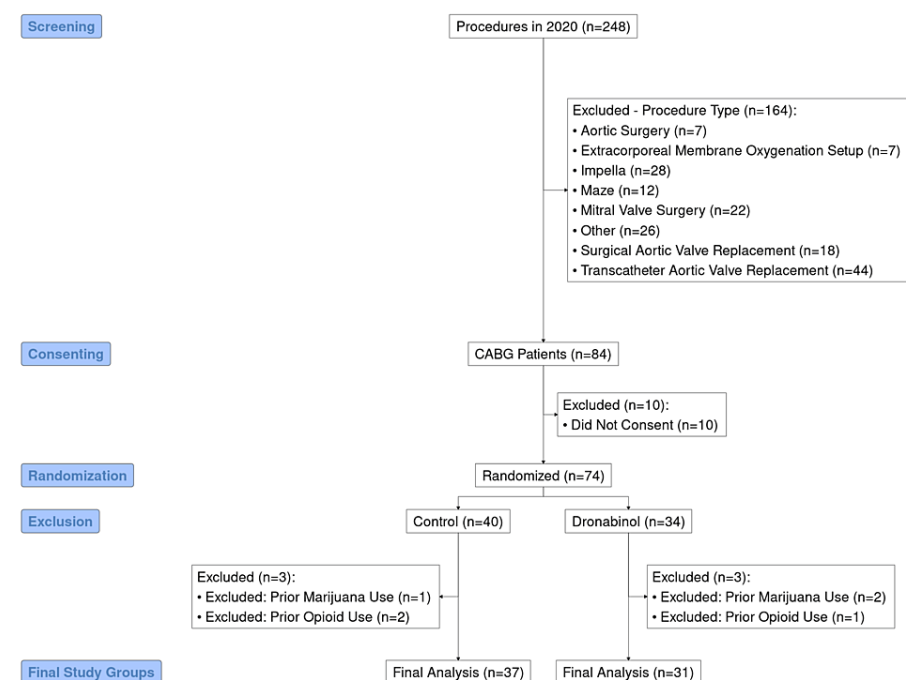 Screening
Procedures in 2020 (n=248)
Excluded - Procedure Type (n=164):
• Aortic Surgery (n=7)
• Extracorporeal Membrane Oxygenation Setup (n=7)
• Impella (n=28)
• Maze (n=12)
• Mitral Valve Surgery (n=22)
• Other (n=26)
• Surgical Aortic Valve Replacement (n=18)
• Transcatheter Aortic Valve Replacement (n=44)
Consenting
CABG Patients (n=84)
Excluded (n=10):
• Did Not Consent (n=10)
Randomization
Randomized (n=74)
Exclusion
Control (n=40)
Dronabinol (n=34)
Excluded (n=3):
• Excluded: Prior Marijuana Use (n=1)
• Excluded: Prior Opioid Use (n=2)
Excluded (n=3):
• Excluded: Prior Marijuana Use (n=2)
• Excluded: Prior Opioid Use (n=1)
Final Study Groups
Final Analysis (n=37)
Final Analysis (n=31)